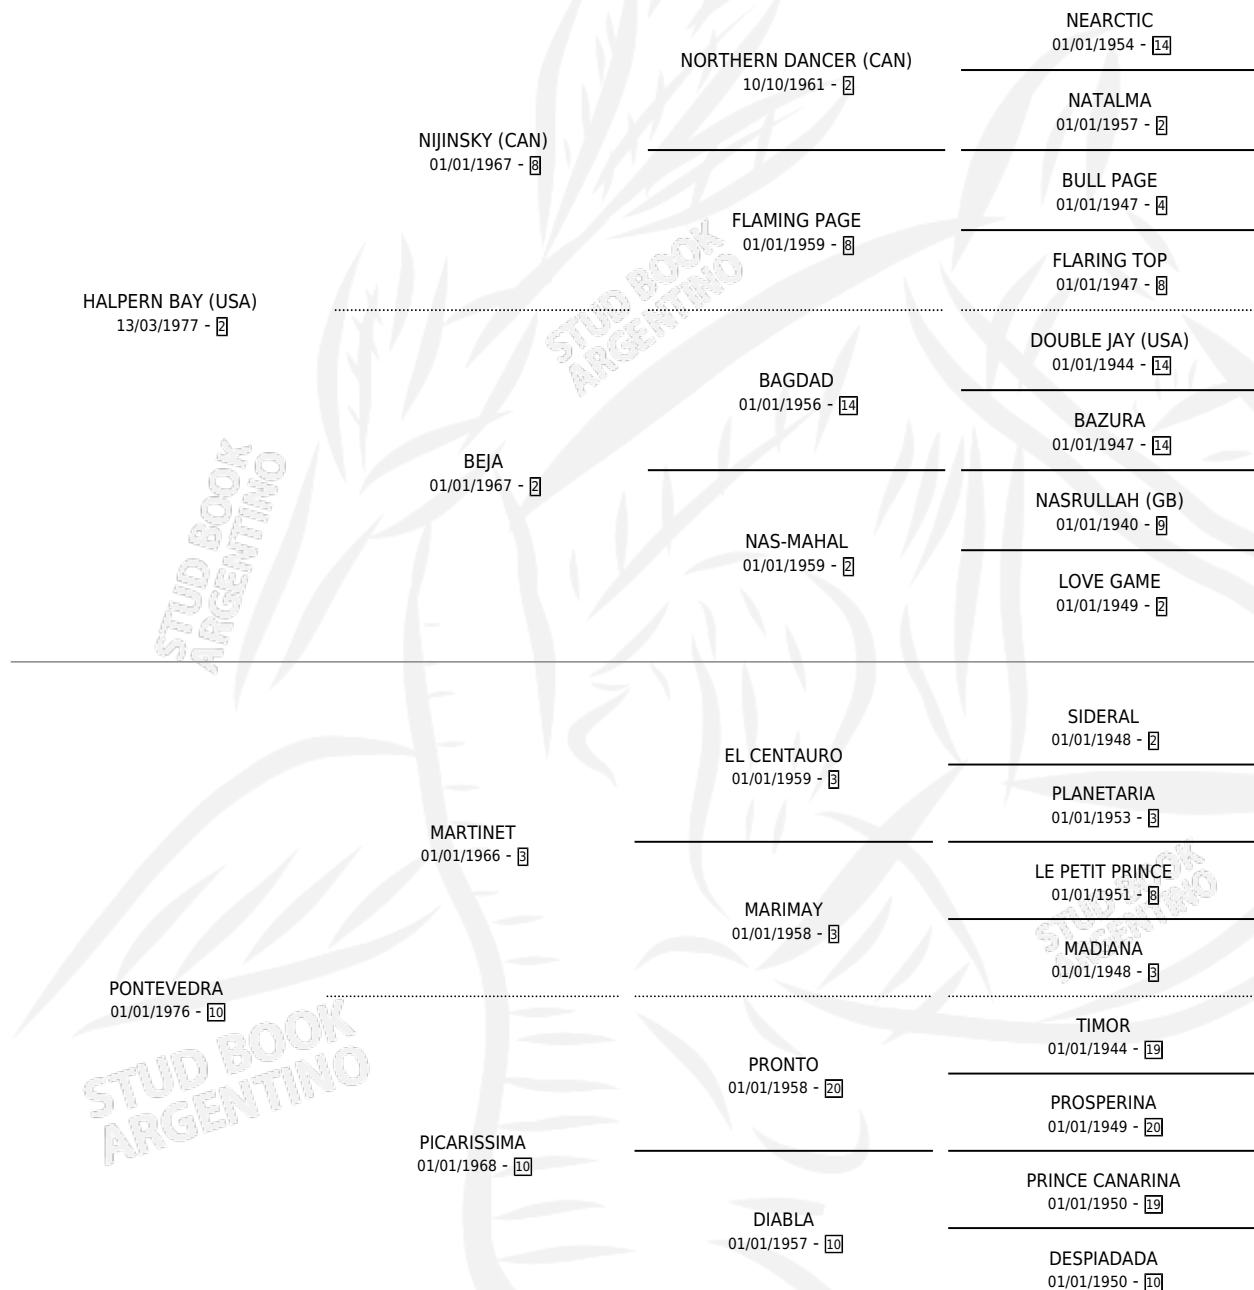 NEARCTIC
01/01/1954 - 14
NORTHERN DANCER (CAN)
10/10/1961 - 2
NATALMA
01/01/1957 - 2
NIJINSKY (CAN)
01/01/1967 - 8
BULL PAGE
01/01/1947 - 4
FLAMING PAGE
01/01/1959 - 8
FLARING TOP
01/01/1947 - 8
HALPERN BAY (USA)
13/03/1977 - 2
STUD BOOK
ARGENTINO
DOUBLE JAY (USA)
01/01/1944 - 14
BAGDAD
01/01/1956 - 14
BAZURA
01/01/1947 - 14
BEJA
01/01/1967 - 2
NASRULLAH (GB)
01/01/1940 - 9
NAS-MAHAL
01/01/1959 - 2
LOVE GAME
01/01/1949 - 2
STUD BOOK
ARGENTINO
SIDERAL
01/01/1948 - 2
EL CENTAURO
01/01/1959 - 3
PLANETARIA
01/01/1953 - 3
MARTINET
01/01/1966 - 3
LE PETIT PRINCE
01/01/1951 - 8
MARIMAY
01/01/1958 - 3
STUD BOOK
ARGENTINO
MADIANA
01/01/1948 - 3
PONTEVEDRA
01/01/1976 - 10
TIMOR
01/01/1944 - 19
PRONTO
01/01/1958 - 20
PROSPERINA
01/01/1949 - 20
STUD BOOK
ARGENTINO
PICARISSIMA
01/01/1968 - 10
PRINCE CANARINA
01/01/1950 - 19
DIABLA
01/01/1957 - 10
DESPIADADA
01/01/1950 - 10